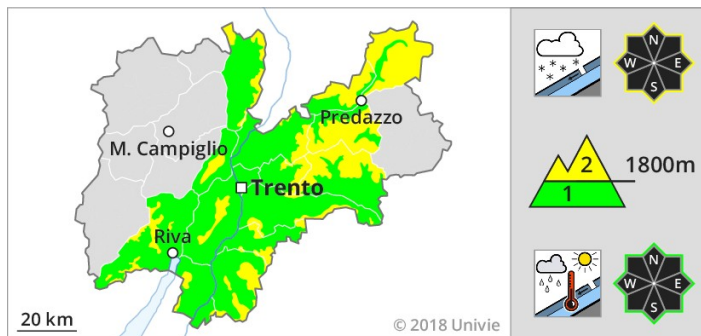 Predazzo
M. Campiglio
Trento
Riva
20 km
© 2018 Univie
N
W E
S
2 1800m
1
N
W E
S